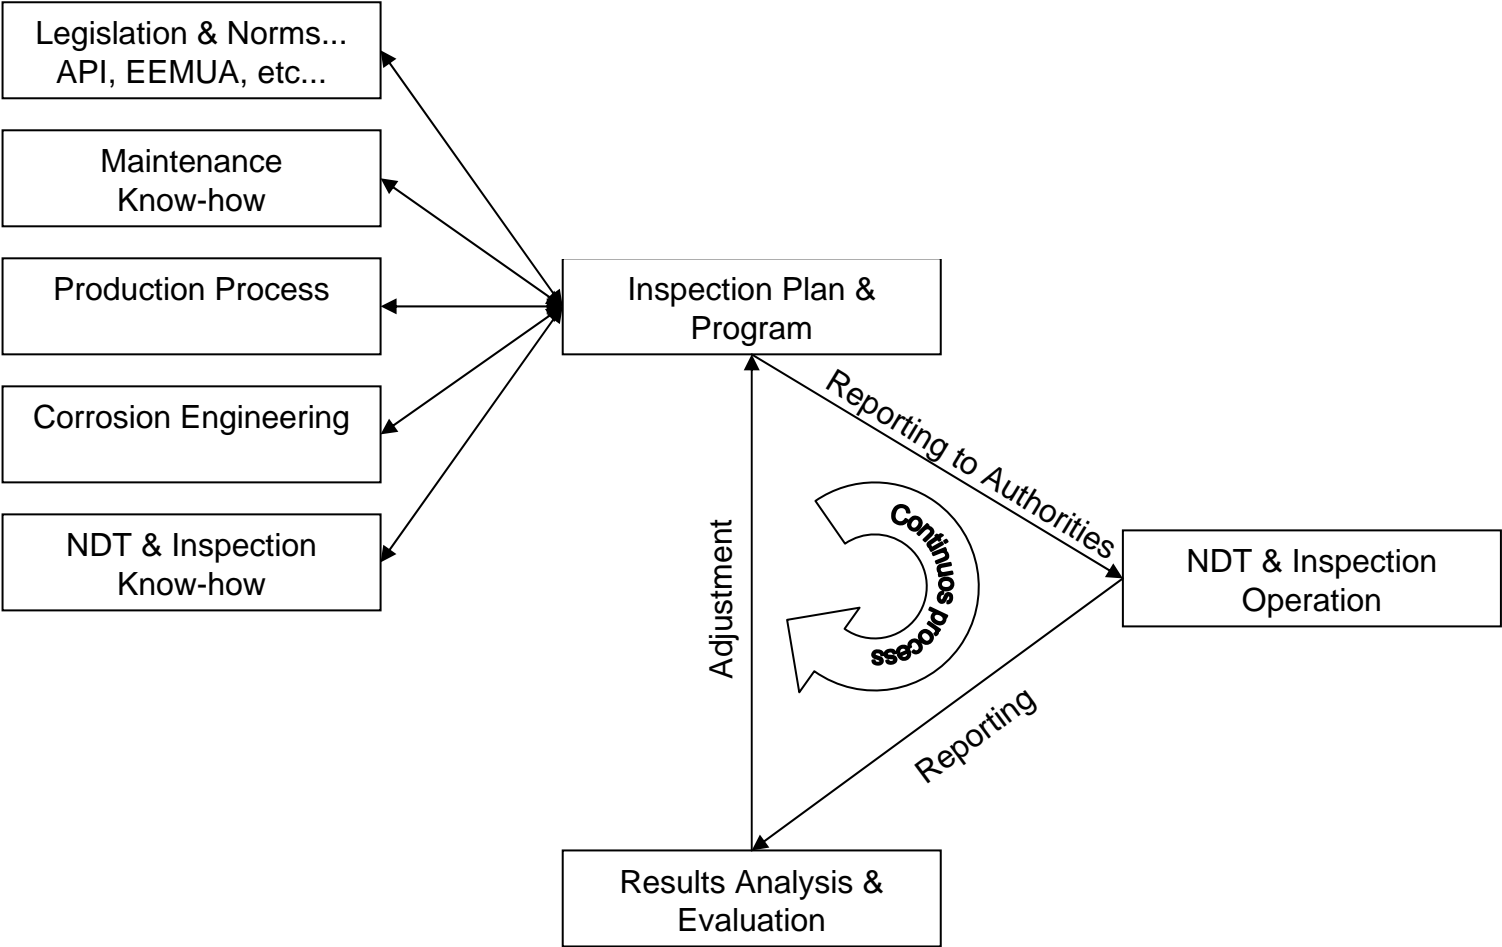 Legislation & Norms...
API, EEMUA, etc...
Maintenance
Know-how
Production Process
Corrosion Engineering
NDT & Inspection
Know-how
Inspection Plan &
Program
Reporting to Authorities
NDT & Inspection
Operation
Reporting
Results Analysis &
Evaluation
Adjustment
Continuos process